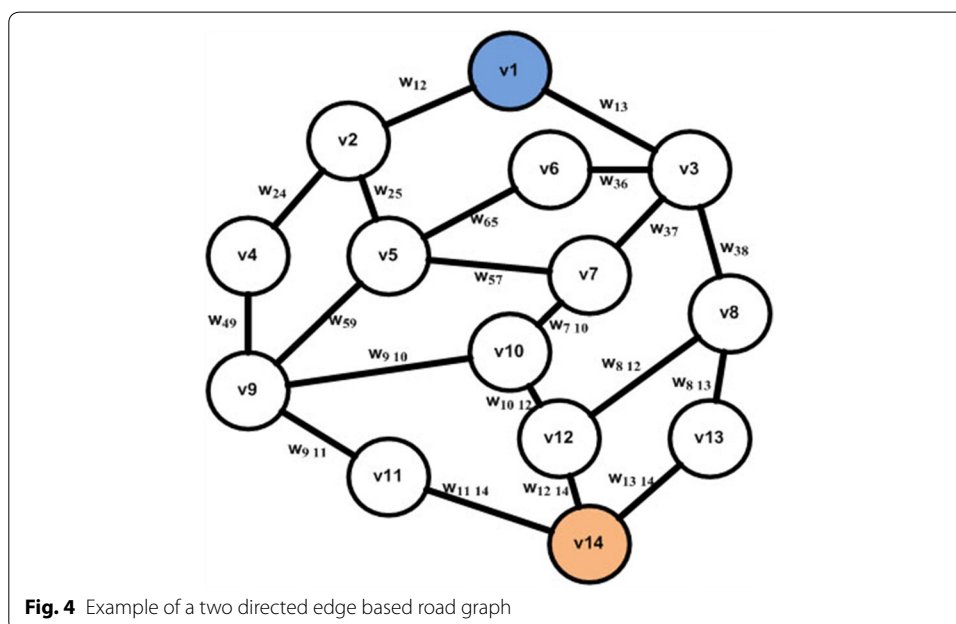 v1
w12
w13
v2
v6
v3
w36
w24
w25
w65
w37
v4
v5
w57
v7
w38
w49
w59
w7 10
v8
w9 10
v10
w8 12
v9
w10 12
w8 13
w9 11
v12
v13
v11
w11 14
w12 14
w13 14
v14
Fig. 4 Example of a two directed edge based road graph